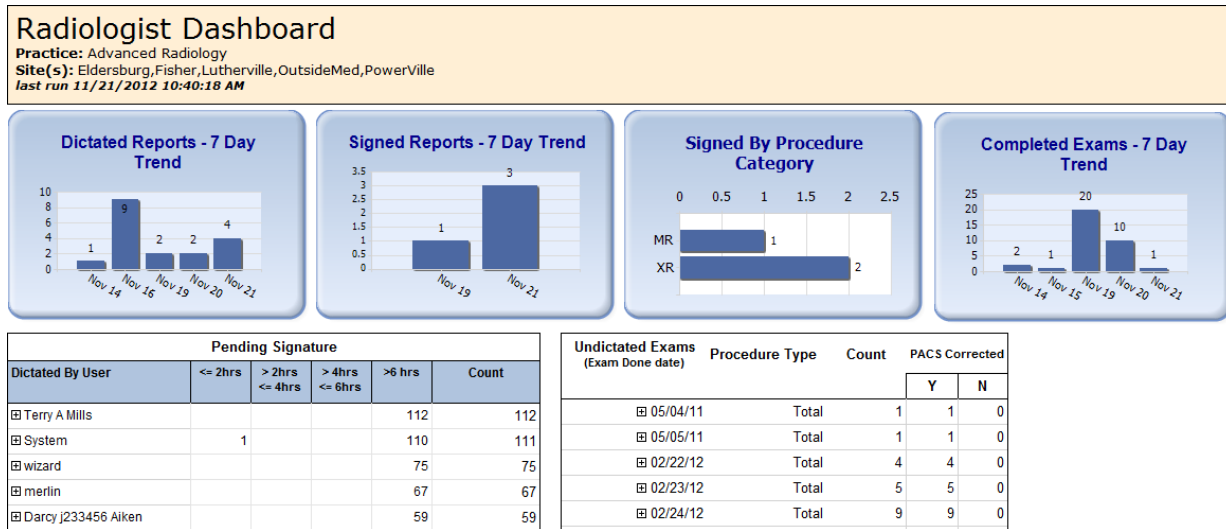 Radiologist Dashboard
Practice: Advanced Radiology
Site(s): Eldersburg,Fisher,Lutherville,OutsideMed,PowerVille
last run 11/21/2012 10:40:18 AM
Dictated Reports - 7 Day
Trend
10
8
6
4
2
0
1
9
2
2
4
Nov 14
Nov 16
Nov 19
Nov 20
Nov 21
Signed Reports - 7 Day Trend
3.5
3
2.5
2
1.5
1
0.5
0
1
3
Nov 19
Nov 21
Signed By Procedure
Category
0 0.5 1 1.5 2 2.5
MR 1
XR 2
Completed Exams - 7 Day
Trend
25
20
15
10
5
0
2
1
20
10
1
Nov 14
Nov 15
Nov 19
Nov 20
Nov 21
Pending Signature
Dictated By User <= 2hrs > 2hrs <= 4hrs > 4hrs <= 6hrs >6 hrs Count
Terry A Mills 112 112
System 1 110 111
wizard 75 75
merlin 67 67
Darcy j233456 Aiken 59 59
Undictated Exams (Exam Done date) Procedure Type Count PACS Corrected
Y N
05/04/11 Total 1 1 0
05/05/11 Total 1 1 0
02/22/12 Total 4 4 0
02/23/12 Total 5 5 0
02/24/12 Total 9 9 0